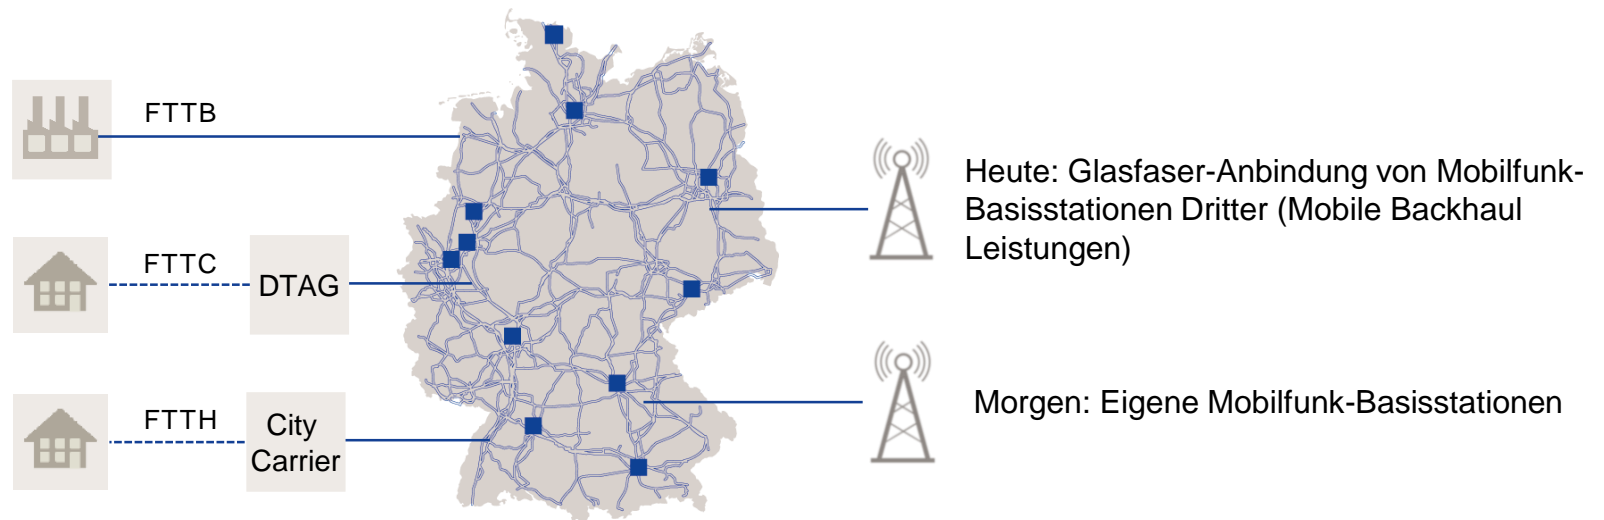 FTTB
FTTC
DTAG
FTTH
City
Carrier
Heute: Glasfaser-Anbindung von Mobilfunk-
Basisstationen Dritter (Mobile Backhaul
Leistungen)
Morgen: Eigene Mobilfunk-Basisstationen